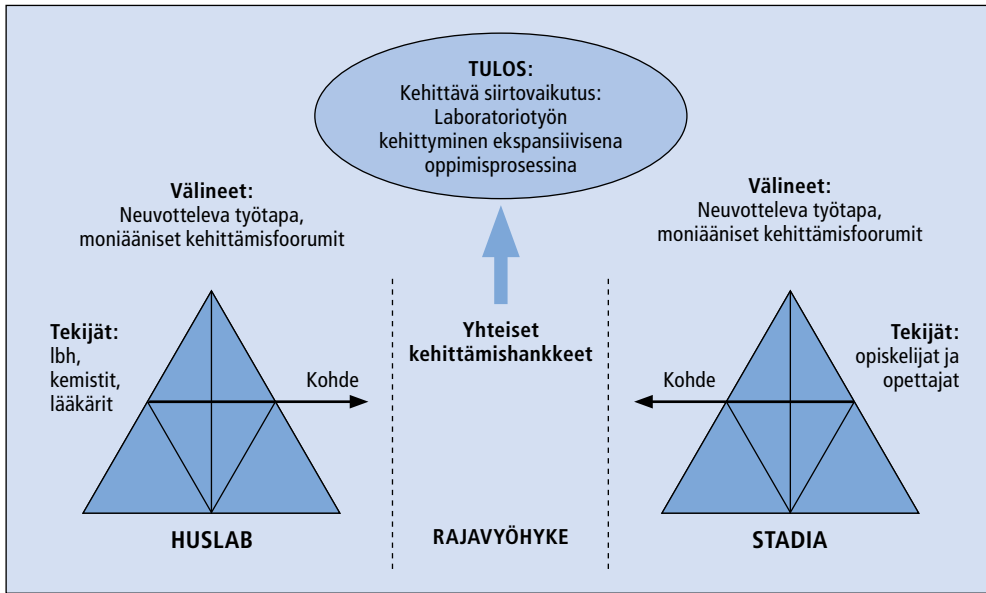 TULOS:
Kehittävä siirtovaikutus:
Laboratoriotyön
kehittyminen ekspansiivisena
oppimisprosessina
Välineet:
Neuvotteleva työtapa,
moniääniset kehittämisfoorumit
Välineet:
Neuvotteleva työtapa,
moniääniset kehittämisfoorumit
Tekijät:
lbh,
kemistit,
lääkärit
Kohde
Yhteiset
kehittämishankkeet
Kohde
Tekijät:
opiskelijat ja
opettajat
HUSLAB
RAJAVYÖHYKE
STADIA